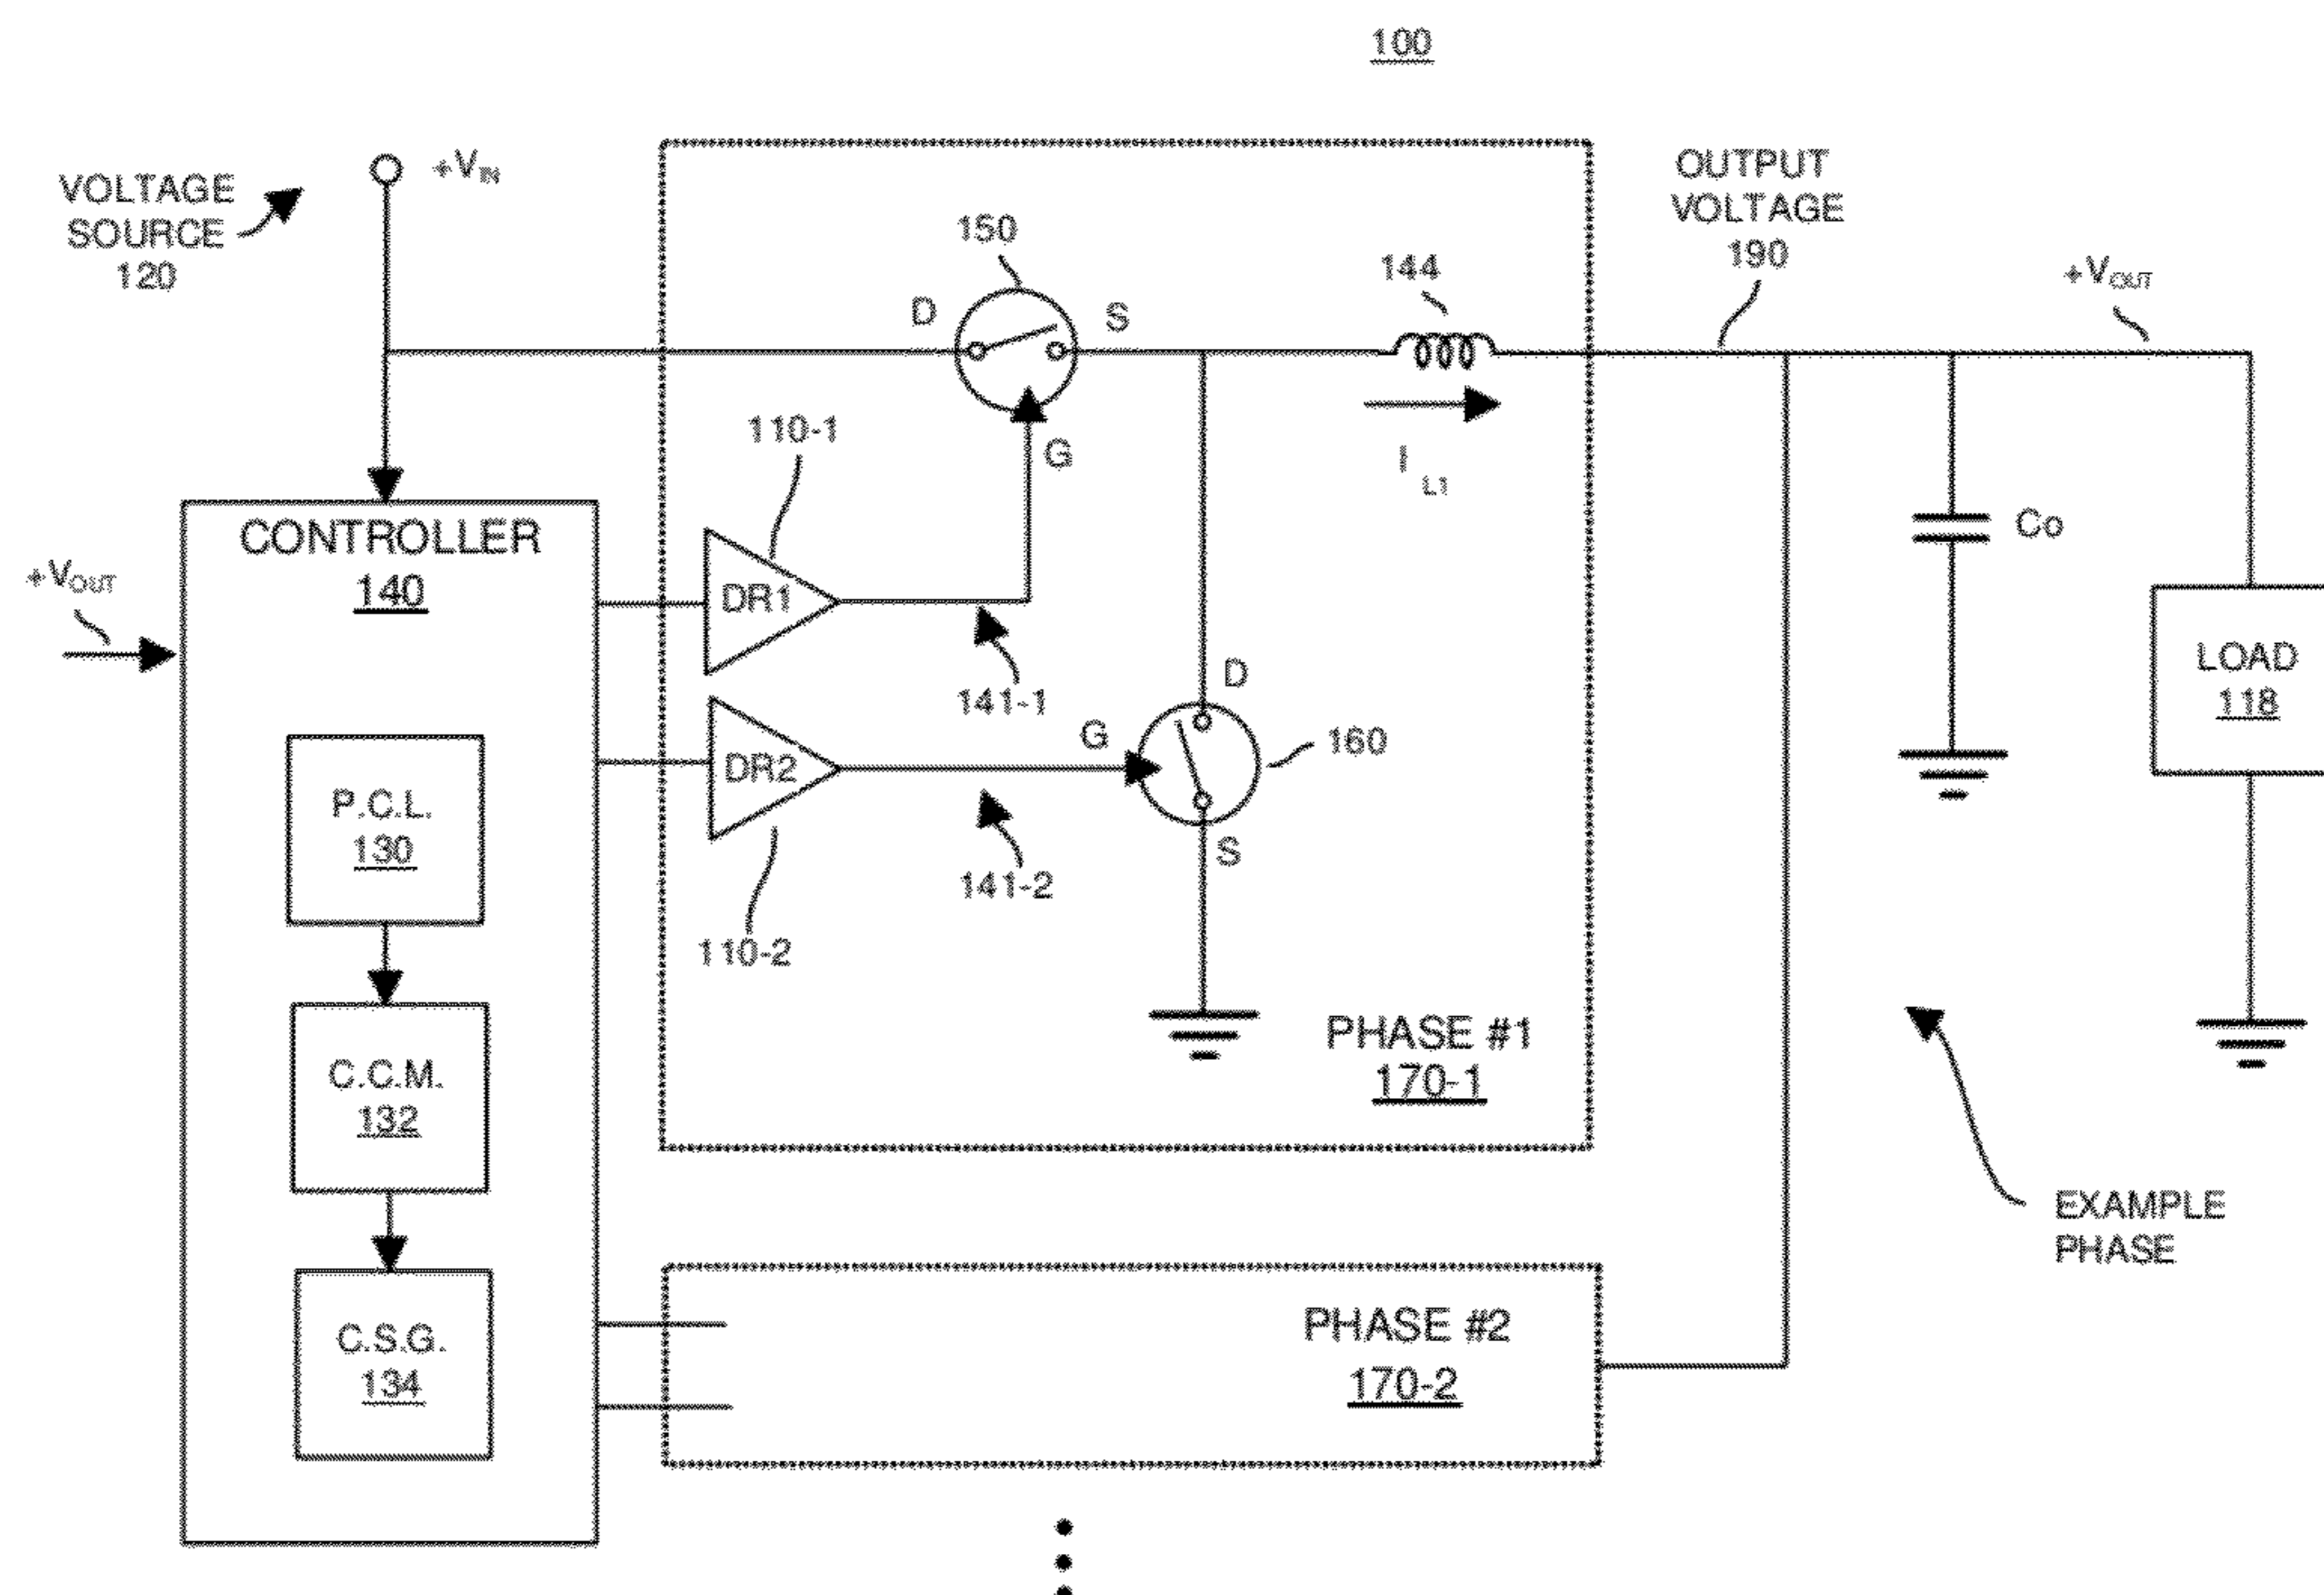 100
VOLTAGE
SOURCE
120
+VIN
150
D
S
G
144
I L1
OUTPUT
VOLTAGE
190
+VOUT
110-1
CONTROLLER
140
+VOUT
DR1
141-1
Co
LOAD
118
D
G
160
S
DR2
141-2
110-2
P.C.L.
130
C.C.M.
132
C.S.G.
134
PHASE #1
170-1
EXAMPLE
PHASE
PHASE #2
170-2